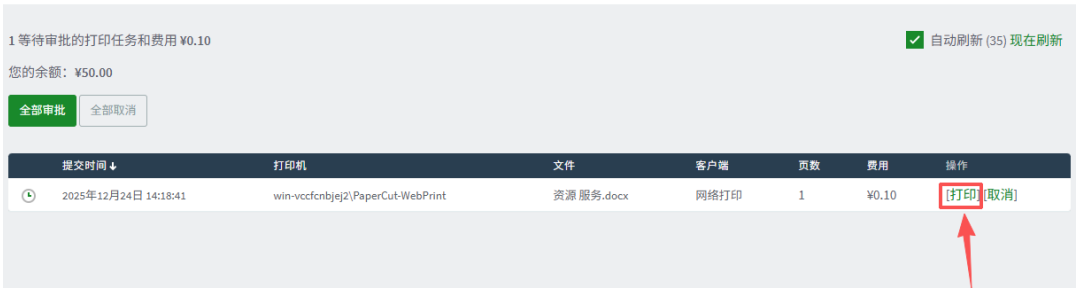 1 等待审批的打印任务和费用 ¥0.10
自动刷新 (35) 现在刷新
您的余额：¥50.00
全部审批 全部取消
提交时间↓ 打印机 文件 客户端 页数 费用 操作
2025年12月24日 14:18:41 win-vccfcnbjej2\PaperCut-WebPrint 资源 服务.docx 网络打印 1 ¥0.10 [打印][取消]